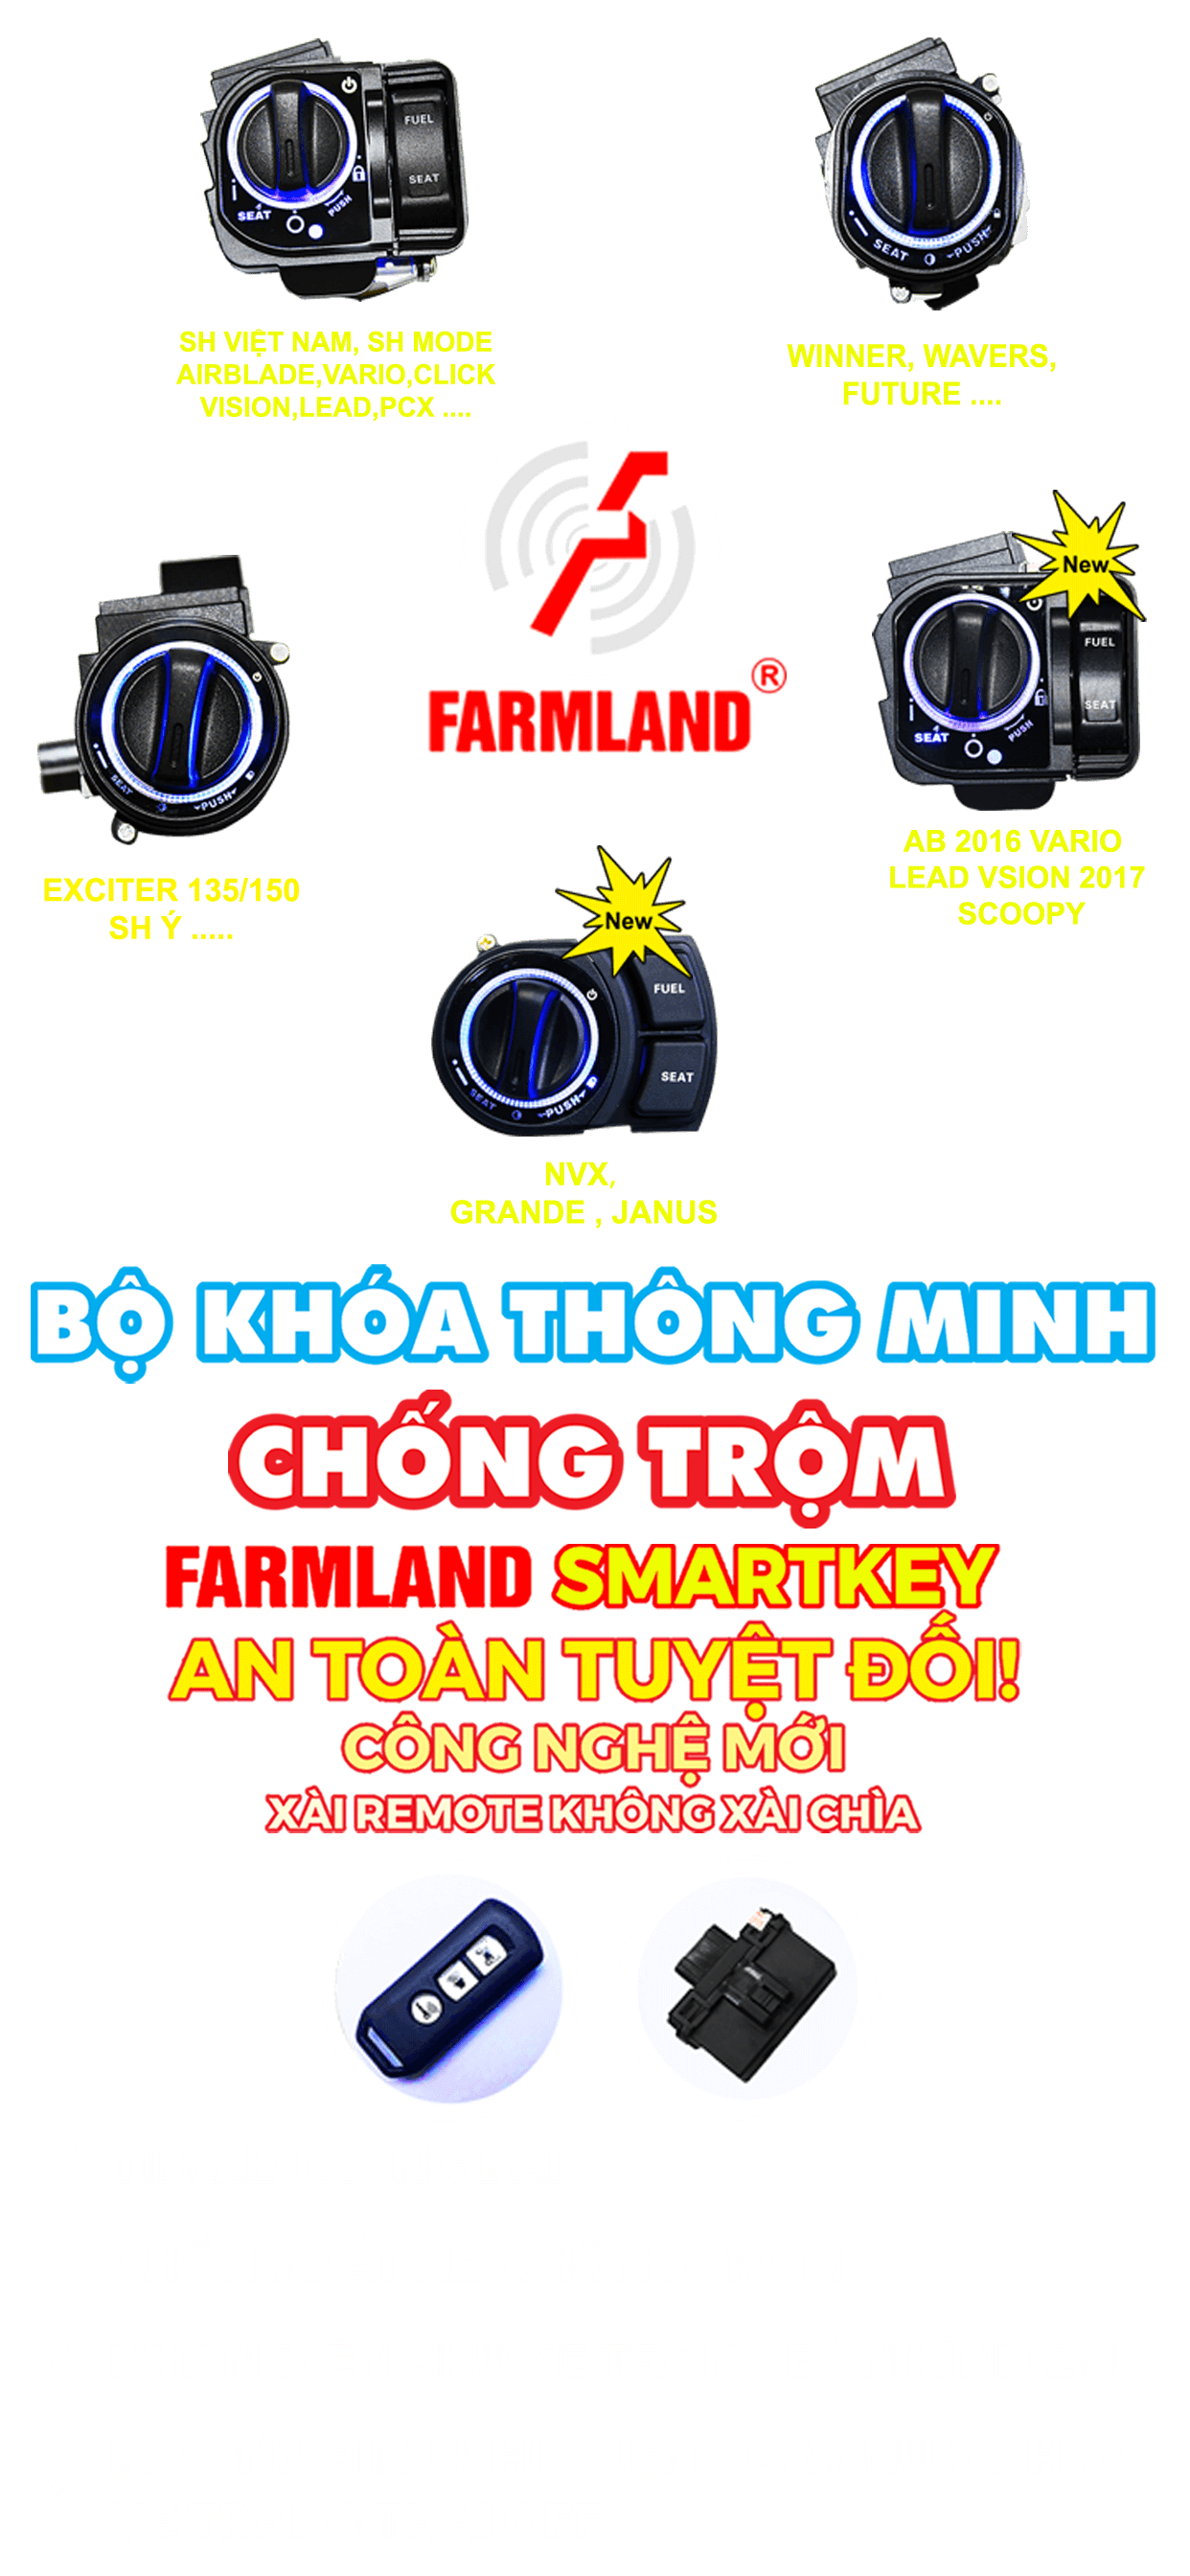 FUEL
SEAT
SEAT
PUSH
SH VIỆT NAM, SH MODE
AIRBLADE,VARIO,CLICK
VISION,LEAD,PCX ....
SEAT
PUSH
WINNER, WAVERS,
FUTURE ....
FARMLAND®
SEAT
PUSH
EXCITER 135/150
SH Ý .....
New
FUEL
SEAT
SEAT
PUSH
AB 2016 VARIO
LEAD VSION 2017
SCOOPY
New
FUEL
SEAT
SEAT
PUSH
NVX,
GRANDE , JANUS
BỘ KHÓA THÔNG MINH
CHỐNG TRỘM
FARMLAND SMARTKEY
AN TOÀN TUYỆT ĐỐI!
CÔNG NGHỆ MỚI
XÀI REMOTE KHÔNG XÀI CHÌA